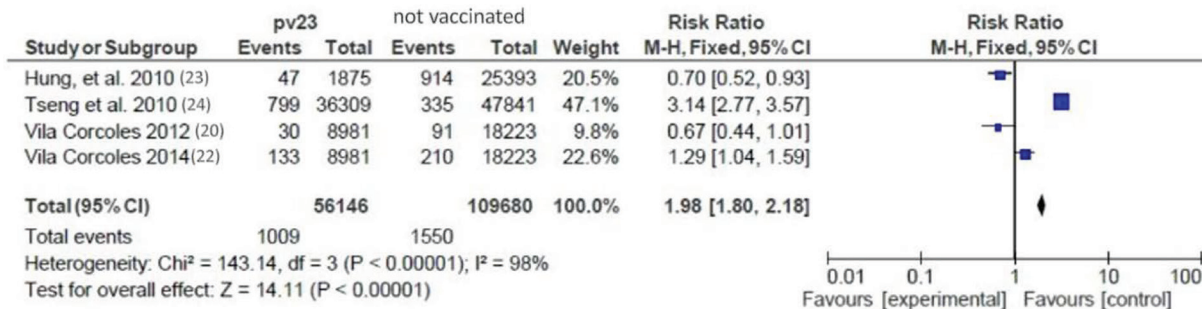 pv23 not vaccinated Risk Ratio Risk Ratio
Study or Subgroup Events Total Events Total Weight M-H, Fixed, 95% CI M-H, Fixed, 95% CI
Hung, et al. 2010 (23) 47 1875 914 25393 20.5% 0.70 [0.52, 0.93]
Tseng et al. 2010 (24) 799 36309 335 47841 47.1% 3.14 [2.77, 3.57]
Vila Corcoles 2012 (20) 30 8981 91 18223 9.8% 0.67 [0.44, 1.01]
Vila Corcoles 2014(22) 133 8981 210 18223 22.6% 1.29 [1.04, 1.59]
Total (95% CI) 56146 109680 100.0% 1.98 [1.80, 2.18]
Total events 1009 1550
Heterogeneity: Chi² = 143.14, df = 3 (P < 0.00001); I² = 98%
Test for overall effect: Z = 14.11 (P < 0.00001)
0.01 0.1 1 10 100
Favours [experimental] Favours [control]